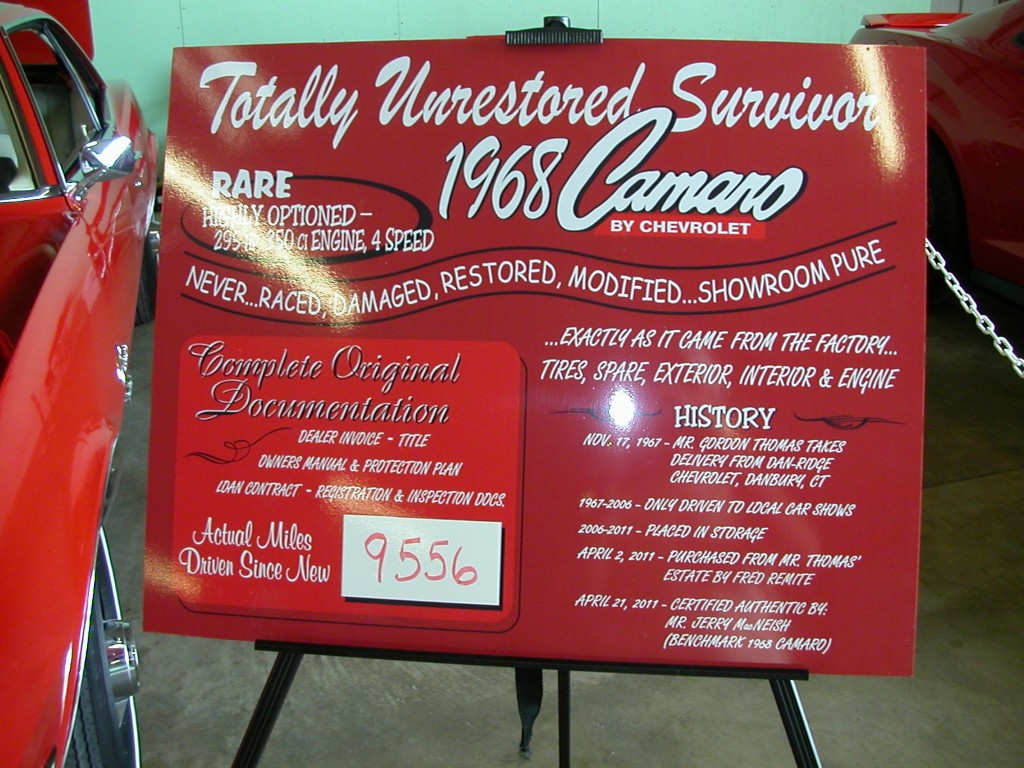 Totally Unrestored Survivor
1968 Camaro
BY CHEVROLET
RARE
HIGHLY OPTIONED -
295 HP 350 CI ENGINE, 4 SPEED
NEVER...RACED, DAMAGED, RESTORED, MODIFIED...SHOWROOM PURE
...EXACTLY AS IT CAME FROM THE FACTORY...
TIRES, SPARE, EXTERIOR, INTERIOR & ENGINE
Complete Original
Documentation
DEALER INVOICE - TITLE
OWNERS MANUAL & PROTECTION PLAN
LOAN CONTRACT - REGISTRATION & INSPECTION DOCS.
Actual Miles
Driven Since New
9556
HISTORY
NOV. 17, 1967 - MR. GORDON THOMAS TAKES
DELIVERY FROM DAN-RIDGE
CHEVROLET, DANBURY, CT
1967-2006 - ONLY DRIVEN TO LOCAL CAR SHOWS
2006-2011 - PLACED IN STORAGE
APRIL 2, 2011 - PURCHASED FROM MR. THOMAS'
ESTATE BY FRED REMITE
APRIL 21, 2011 - CERTIFIED AUTHENTIC BY:
MR. JERRY MacNEISH
(BENCHMARK 1968 CAMARO)